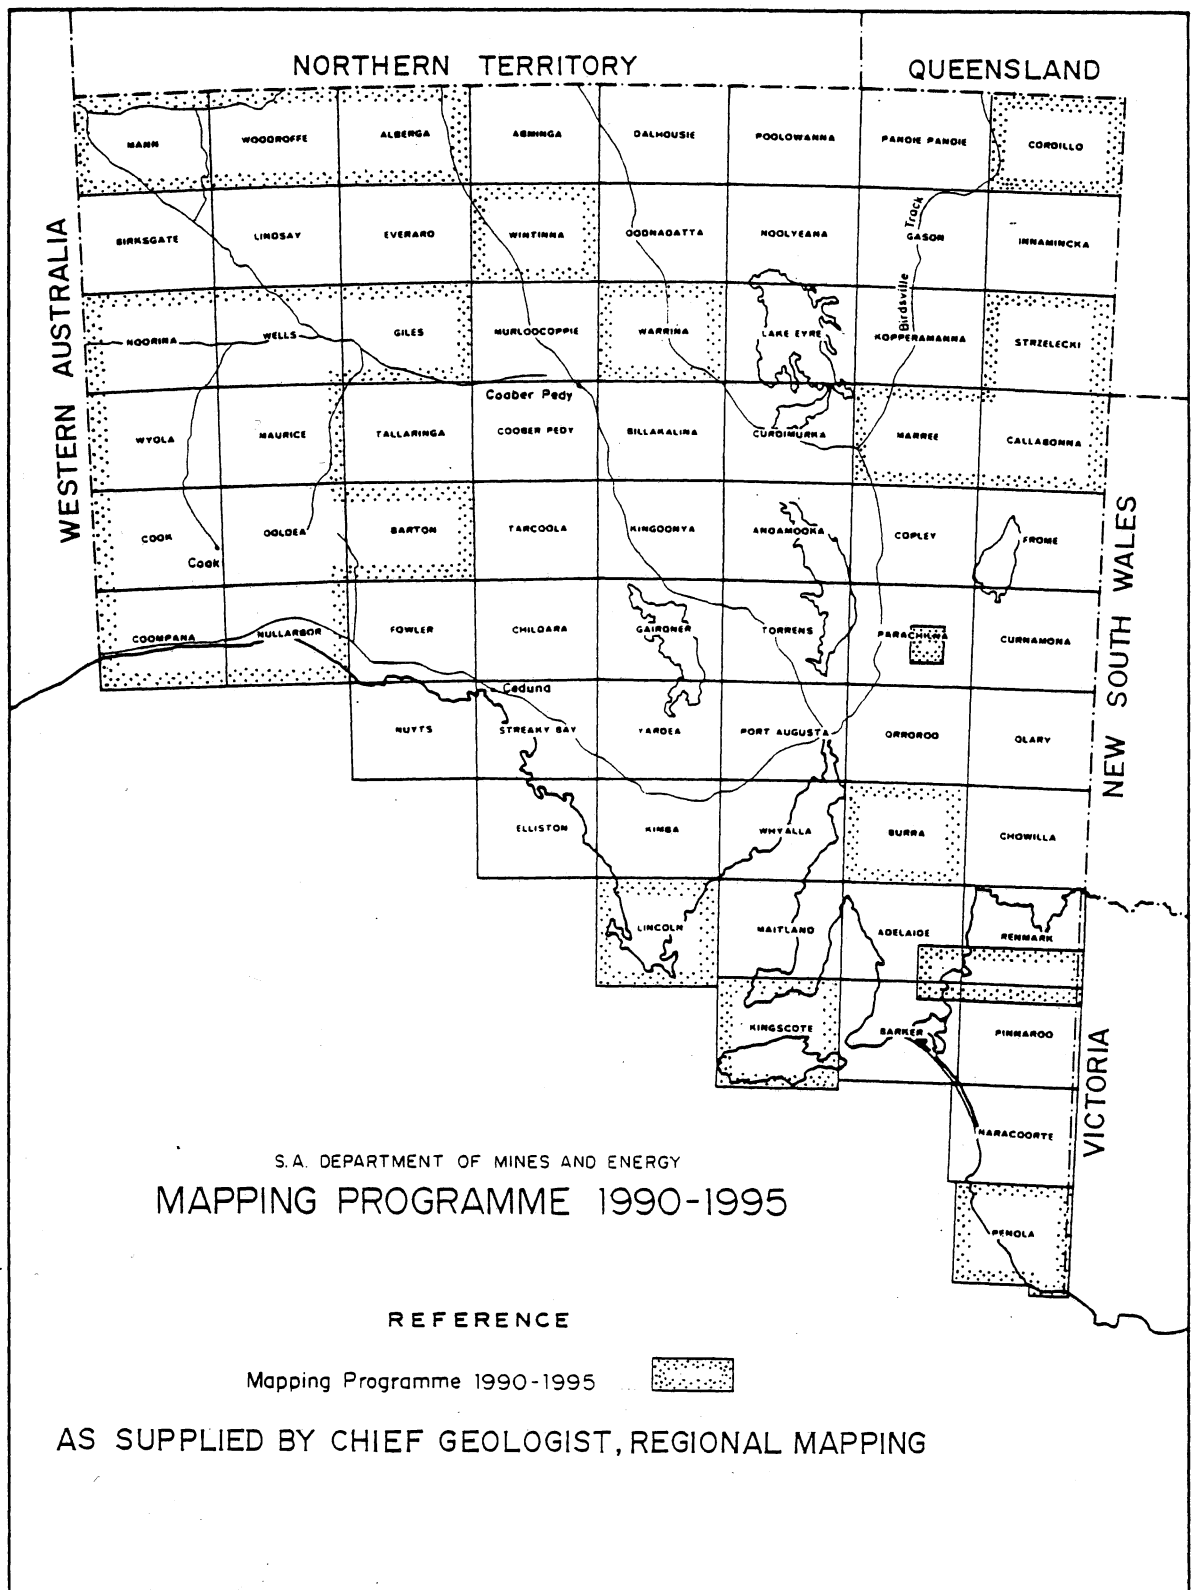 NORTHERN TERRITORY
QUEENSLAND
WESTERN AUSTRALIA
NEW SOUTH WALES
VICTORIA
MANN WOODROFFE ALBERGA ABMINGA DALHOUSIE POOLOWANNA PANDIE PANDIE CORDILLO
BIRKSGATE LINDSAY EVERARD WINTINNA OODNADATTA NOOLYEANA GASON INNAMINCKA
Birdsville Track
NOORINA WELLS GILES MURLOOCOPPIE WARRINA LAKE EYRE KOPPERAMANNA STRZELECKI
Coober Pedy
WYOLA MAURICE TALLARINGA COOBER PEDY BILLAKALINA CURDIMURKA MARREE CALLABONNA
COOK OOLDEA BARTON TARCOOLA KINGOONYA ANDAMOOKA COPLEY FROME
Cook
COOMPANA NULLARBOR FOWLER CHILDARA GAIRDNER TORRENS PARACHILNA CURNAMONA
Ceduna
NUYTS STREAKY BAY YARDEA PORT AUGUSTA ORROROO OLARY
ELLISTON KIMBA WHYALLA BURRA CHOWILLA
LINCOLN MAITLAND ADELAIDE RENMARK
KINGSCOTE BARKER PINNAROO
NARACOORTE
PENOLA
S.A. DEPARTMENT OF MINES AND ENERGY
MAPPING PROGRAMME 1990-1995
REFERENCE
Mapping Programme 1990-1995
AS SUPPLIED BY CHIEF GEOLOGIST, REGIONAL MAPPING